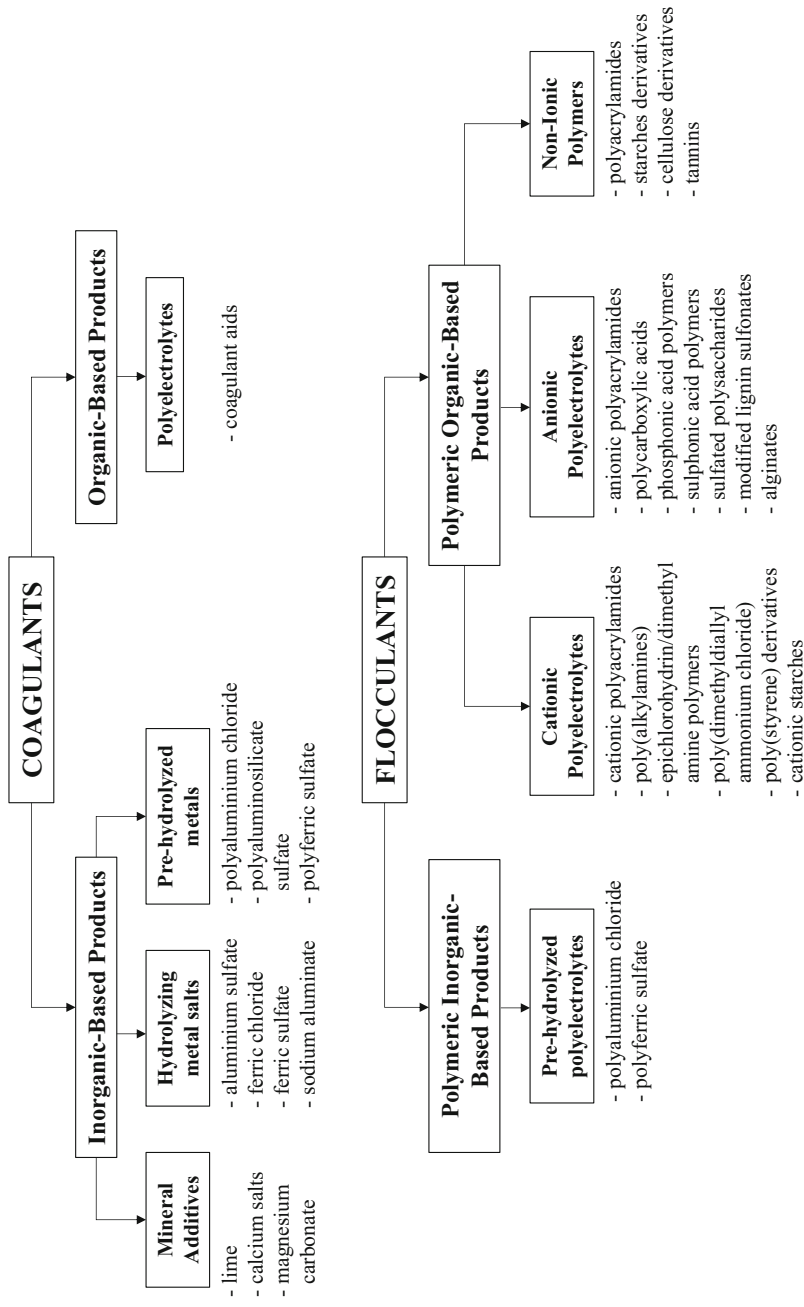 COAGULANTS
Inorganic-Based Products
Organic-Based Products
Mineral
Additives
- lime
- calcium salts
- magnesium
carbonate
Hydrolyzing
metal salts
- aluminium sulfate
- ferric chloride
- ferric sulfate
- sodium aluminate
Pre-hydrolyzed
metals
- polyaluminium chloride
- polyaluminosilicate
sulfate
- polyferric sulfate
Polyelectrolytes
- coagulant aids
FLOCCULANTS
Polymeric Inorganic-
Based Products
Polymeric Organic-Based
Products
Pre-hydrolyzed
polyelectrolytes
- polyaluminium chloride
- polyferric sulfate
Cationic
Polyelectrolytes
- cationic polyacrylamides
- poly(alkylamines)
- epichlorohydrin/dimethyl
amine polymers
- poly(dimethyldiallyl
ammonium chloride)
- poly(styrene) derivatives
- cationic starches
Anionic
Polyelectrolytes
- anionic polyacrylamides
- polycarboxylic acids
- phosphonic acid polymers
- sulphonic acid polymers
- sulfated polysaccharides
- modified lignin sulfonates
- alginates
Non-Ionic
Polymers
- polyacrylamides
- starches derivatives
- cellulose derivatives
- tannins